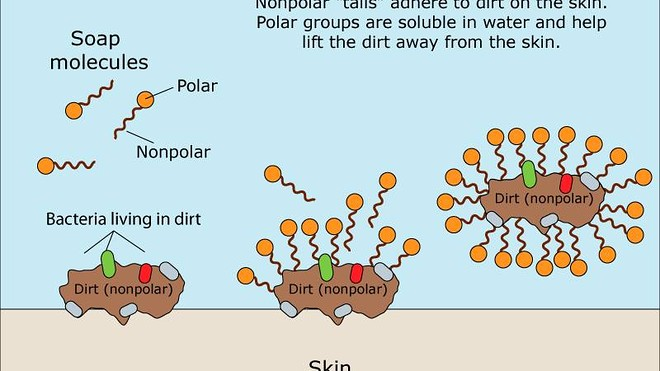 Nonpolar "tails" adhere to dirt on the skin.
Polar groups are soluble in water and help
lift the dirt away from the skin.
Soap
molecules
Polar
Nonpolar
Bacteria living in dirt
Dirt (nonpolar)
Dirt (nonpolar)
Dirt (nonpolar)
Skin